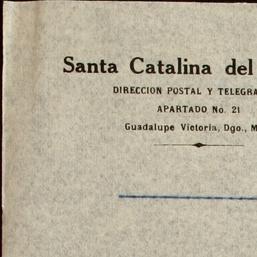 Santa Catalina del
DIRECCION POSTAL Y TELEGRA
APARTADO No. 21
Guadalupe Victoria, Dgo., M